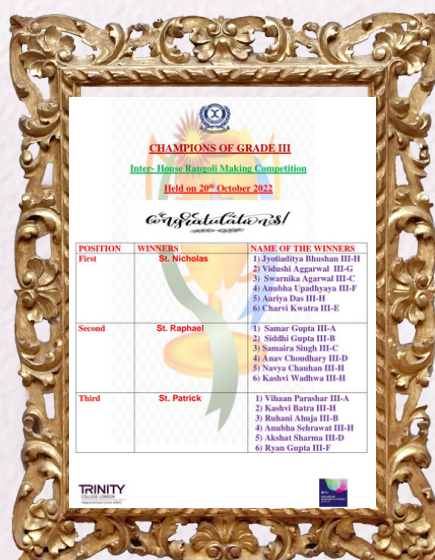 CHAMPIONS OF GRADE III
Inter- House Rangoli Making Competition
Held on 20th October 2022
Congratulations!
POSITION WINNERS NAME OF THE WINNERS
First St. Nicholas 1) Jyotiaditya Bhushan III-H
2) Vidushi Aggarwal III-G
3) Swarnika Agarwal III-C
4) Anubha Upadhyaya III-F
5) Aariya Das III-H
6) Charvi Kwatra III-E
Second St. Raphael 1) Samar Gupta III-A
2) Siddhi Gupta III-B
3) Samaira Singh III-C
4) Anav Choudhary III-D
5) Navya Chauhan III-H
6) Kashvi Wadhwa III-H
Third St. Patrick 1) Vihaan Parashar III-A
2) Kashvi Batra III-H
3) Ruhani Ahuja III-B
4) Anubha Sehrawat III-H
5) Akshat Sharma III-D
6) Ryan Gupta III-F
TRINITY
COLLEGE LONDON